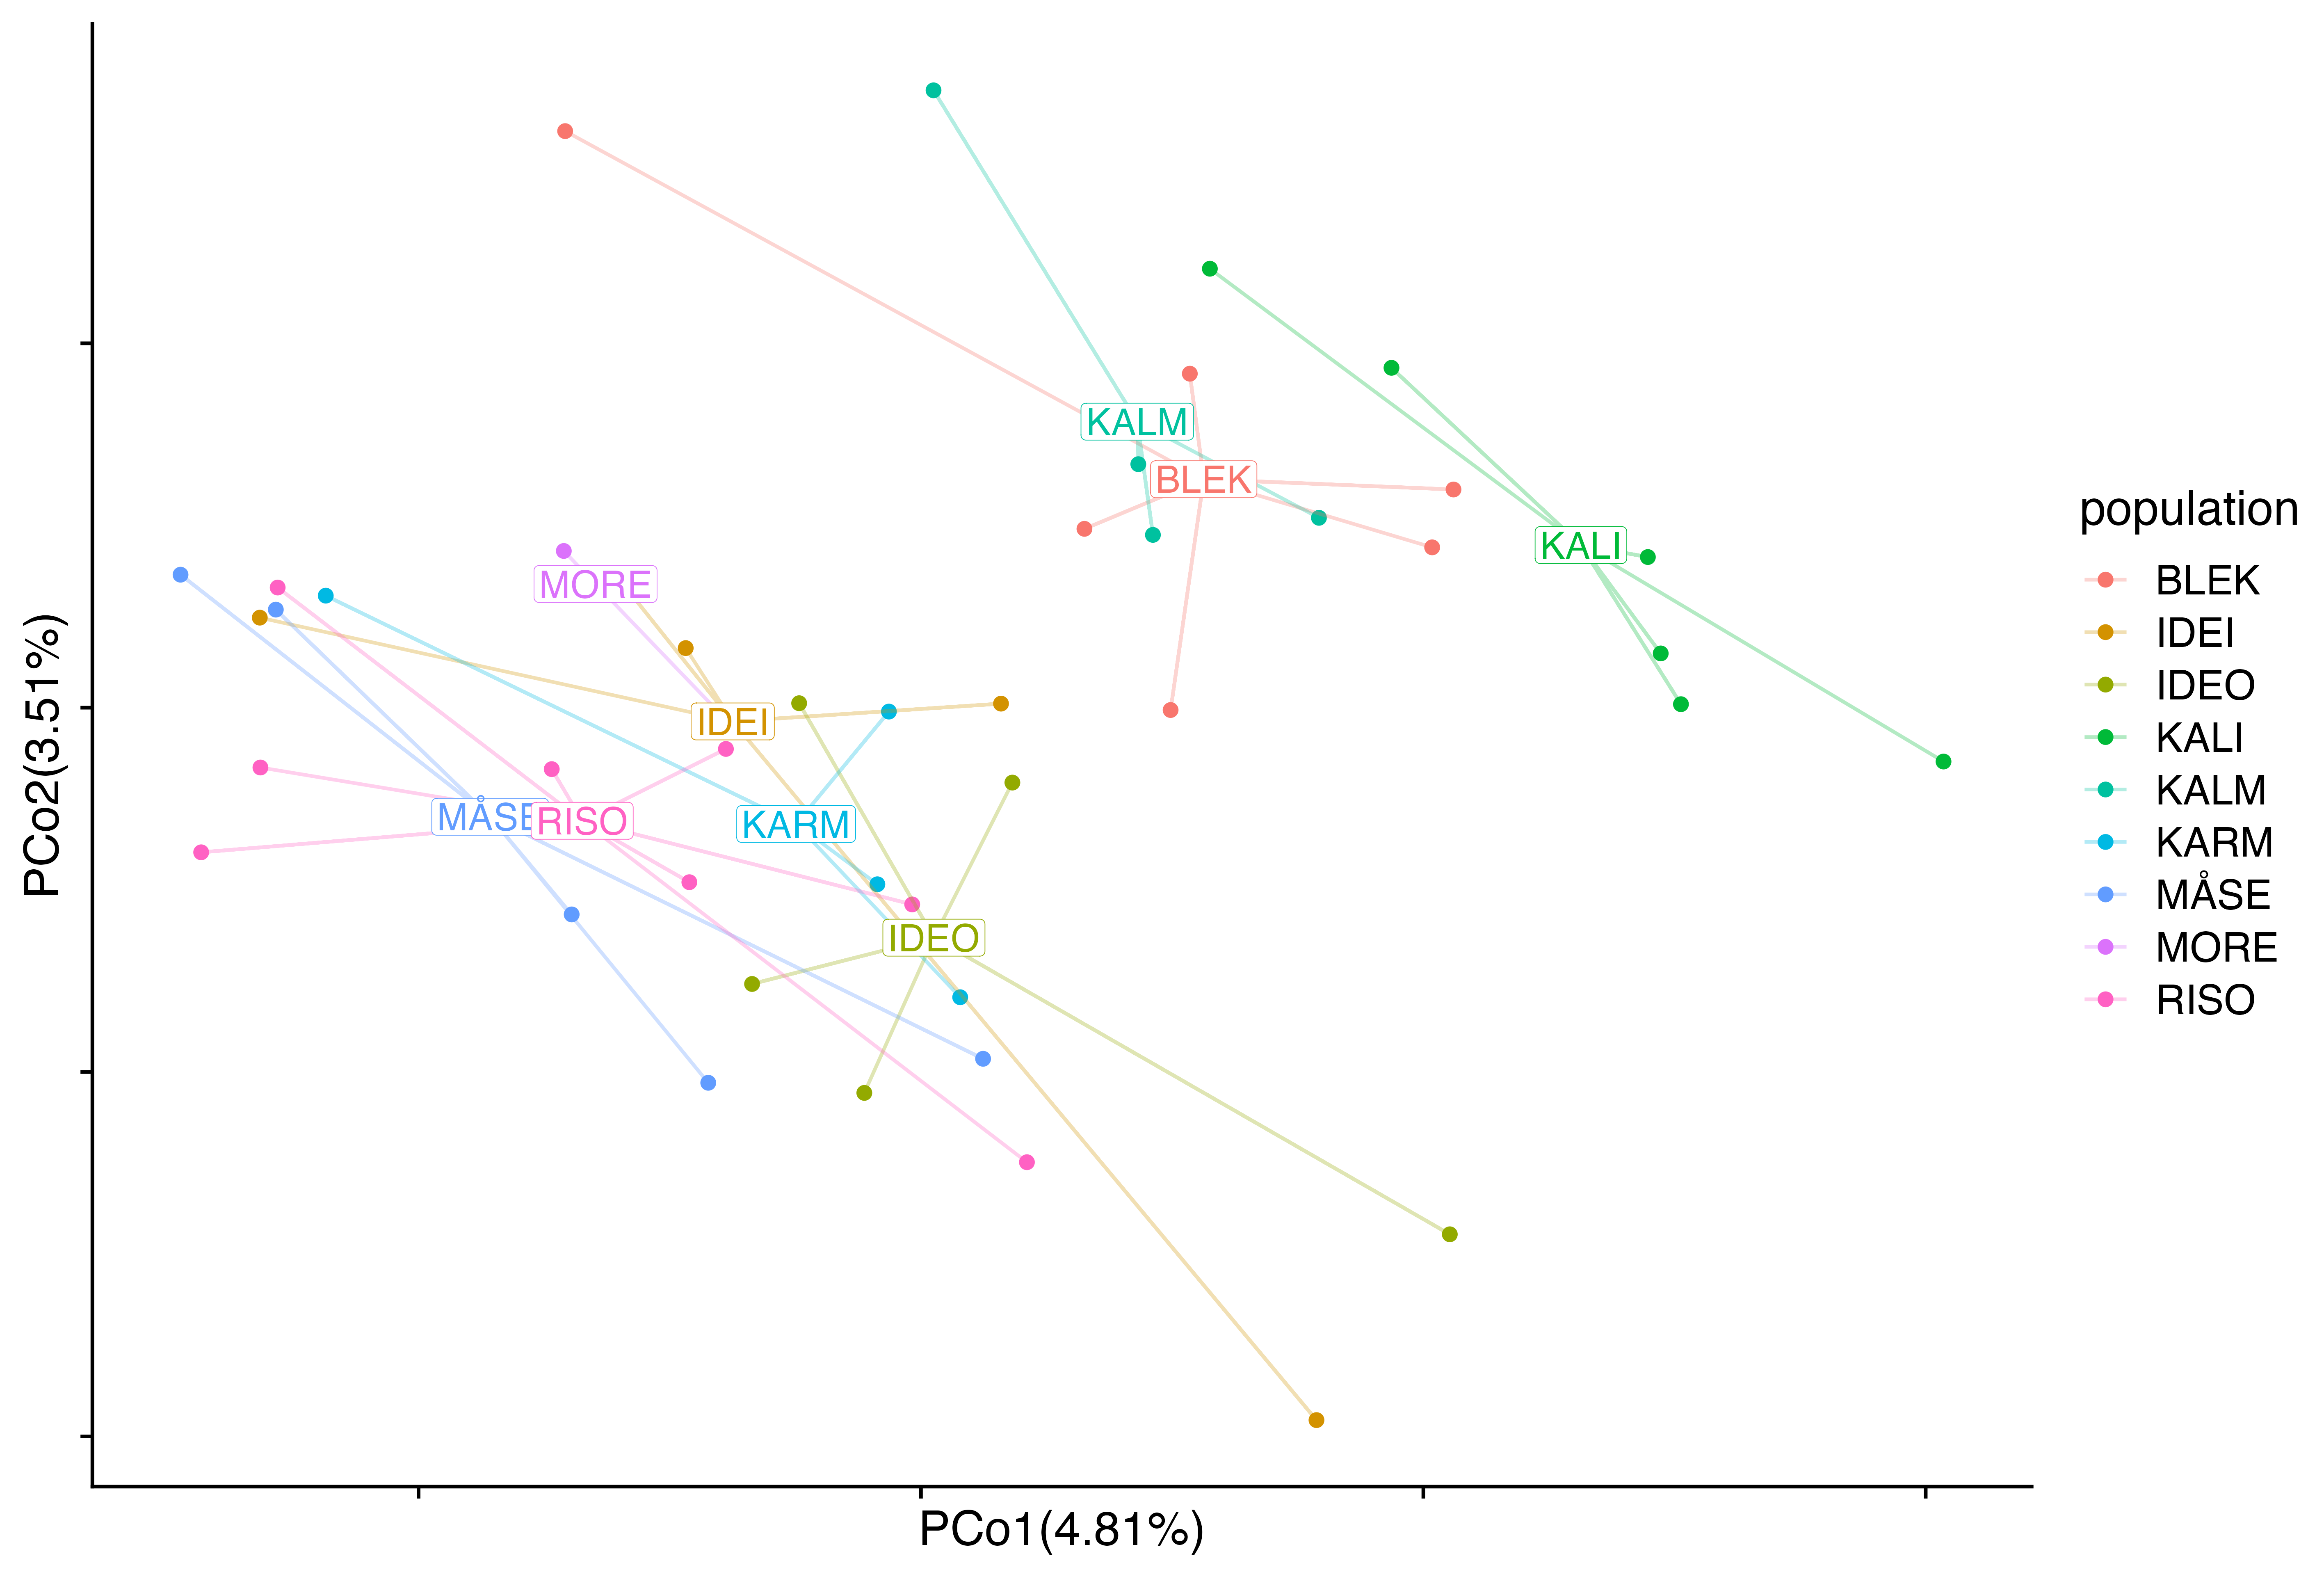 KALM
BLEK
KALI
MORE
IDEI
MÅSE
RISO
KARM
IDEO
PCo2(3.51%)
PCo1(4.81%)
population
BLEK
IDEI
IDEO
KALI
KALM
KARM
MÅSE
MORE
RISO